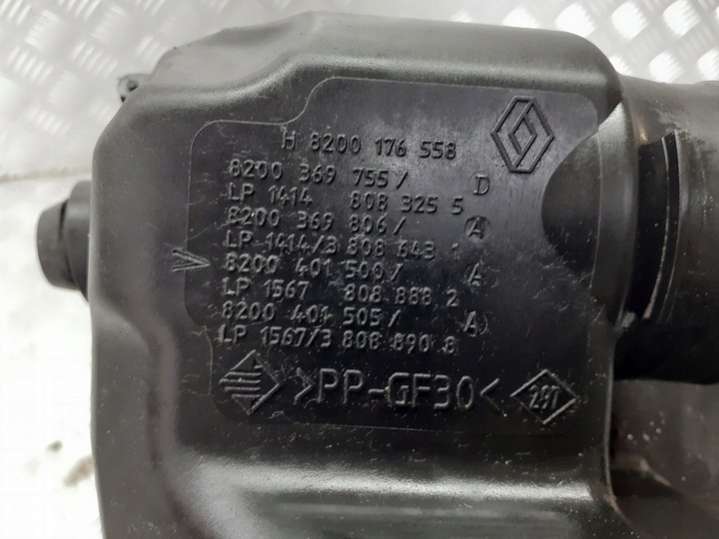 H 8200 176 558
8200 369 755/ D
LP 1414 808 325 5
8200 369 806/ A
LP 1414/3 808 643 1
V 8200 401 500/ A
LP 1567 808 888 2
8200 401 505/ A
LP 1567/3 808 890 8
>PP-GF30< 287